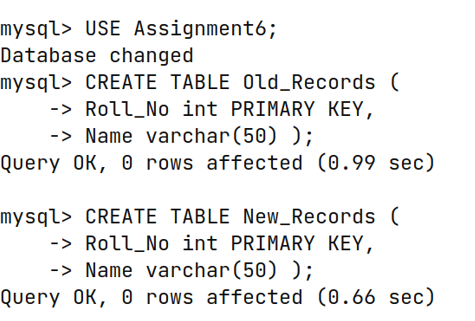 mysql> USE Assignment6;
Database changed
mysql> CREATE TABLE Old_Records (
    -> Roll_No int PRIMARY KEY,
    -> Name varchar(50) );
Query OK, 0 rows affected (0.99 sec)

mysql> CREATE TABLE New_Records (
    -> Roll_No int PRIMARY KEY,
    -> Name varchar(50) );
Query OK, 0 rows affected (0.66 sec)